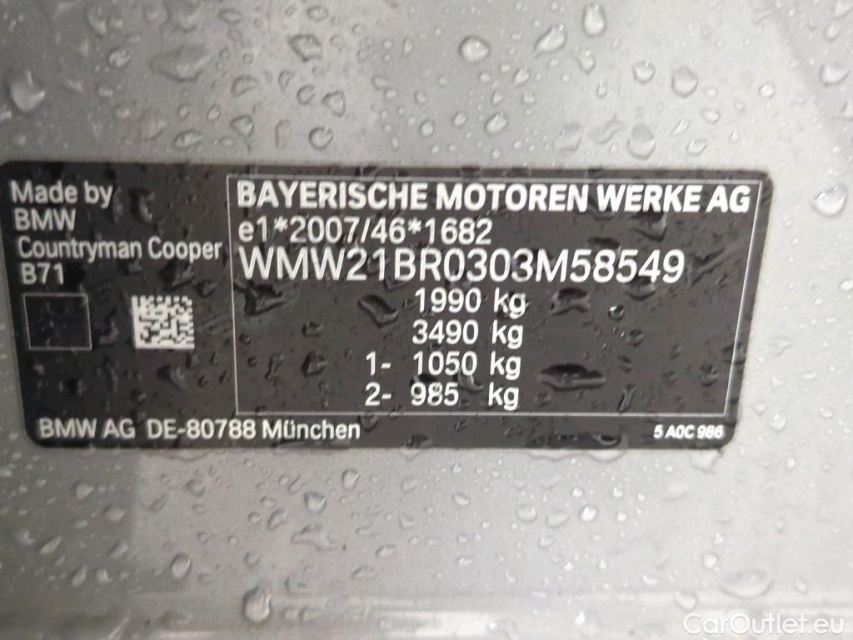 Made by
BMW
Countryman Cooper
B71
BAYERISCHE MOTOREN WERKE AG
e1*2007/46*1682
WMW21BR0303M58549
1990 kg
3490 kg
1- 1050 kg
2- 985 kg
BMW AG DE-80788 München
5 A0C 986
CarOutlet.eu